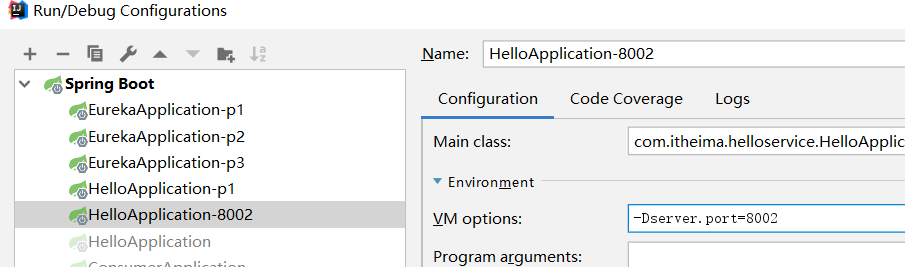 Run/Debug Configurations
Name: HelloApplication-8002
Spring Boot
EurekaApplication-p1
EurekaApplication-p2
EurekaApplication-p3
HelloApplication-p1
HelloApplication-8002
HelloApplication
ConsumerApplication
Configuration Code Coverage Logs
Main class: com.itheima.helloservice.HelloApplic
Environment
VM options: -Dserver.port=8002
Program arguments: